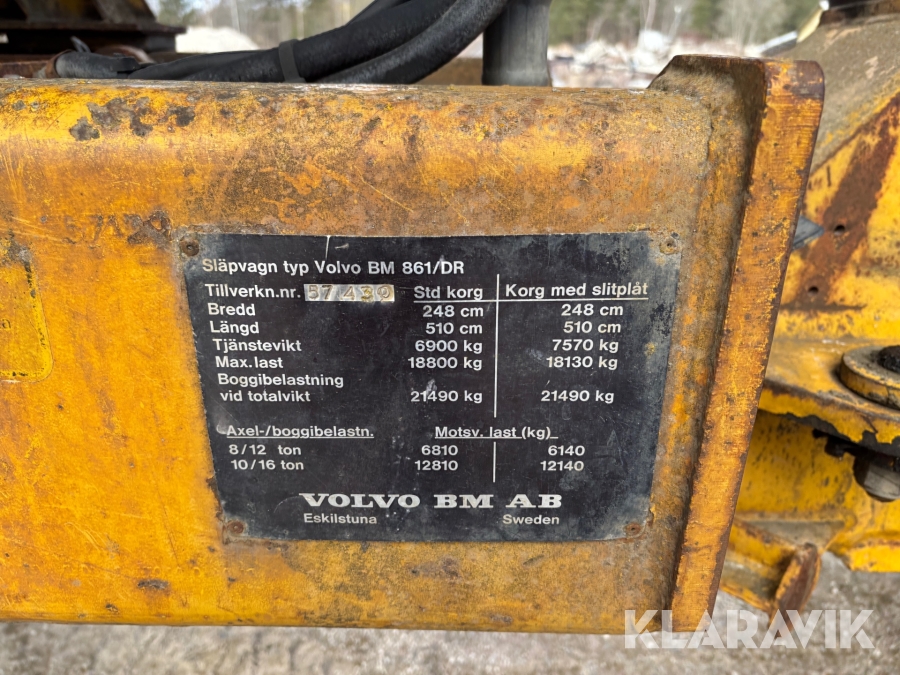 Släpvagn typ Volvo BM 861/DR
Tillverkn.nr. 57439 Std korg Korg med slitplåt
Bredd 248 cm 248 cm
Längd 510 cm 510 cm
Tjänstevikt 6900 kg 7570 kg
Max.last 18800 kg 18130 kg
Boggibelastning
vid totalvikt 21490 kg 21490 kg
Axel-/boggibelastn. Motsv. last (kg)
8/12 ton 6810 6140
10/16 ton 12810 12140
VOLVO BM AB
Eskilstuna Sweden
KLARAVIK